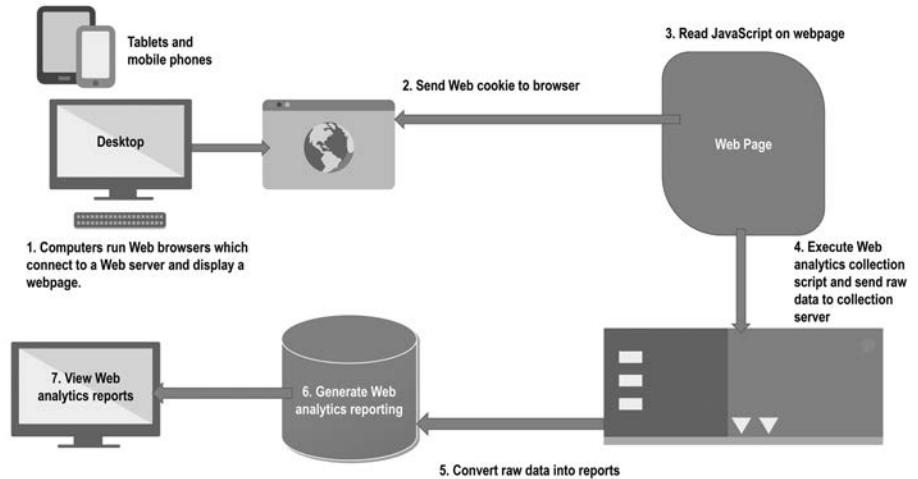 Tablets and
mobile phones
3. Read JavaScript on webpage
2. Send Web cookie to browser
Desktop
Web Page
1. Computers run Web browsers which
connect to a Web server and display a
webpage.
4. Execute Web
analytics collection
script and send raw
data to collection
server
7. View Web
analytics reports
6. Generate Web
analytics reporting
5. Convert raw data into reports